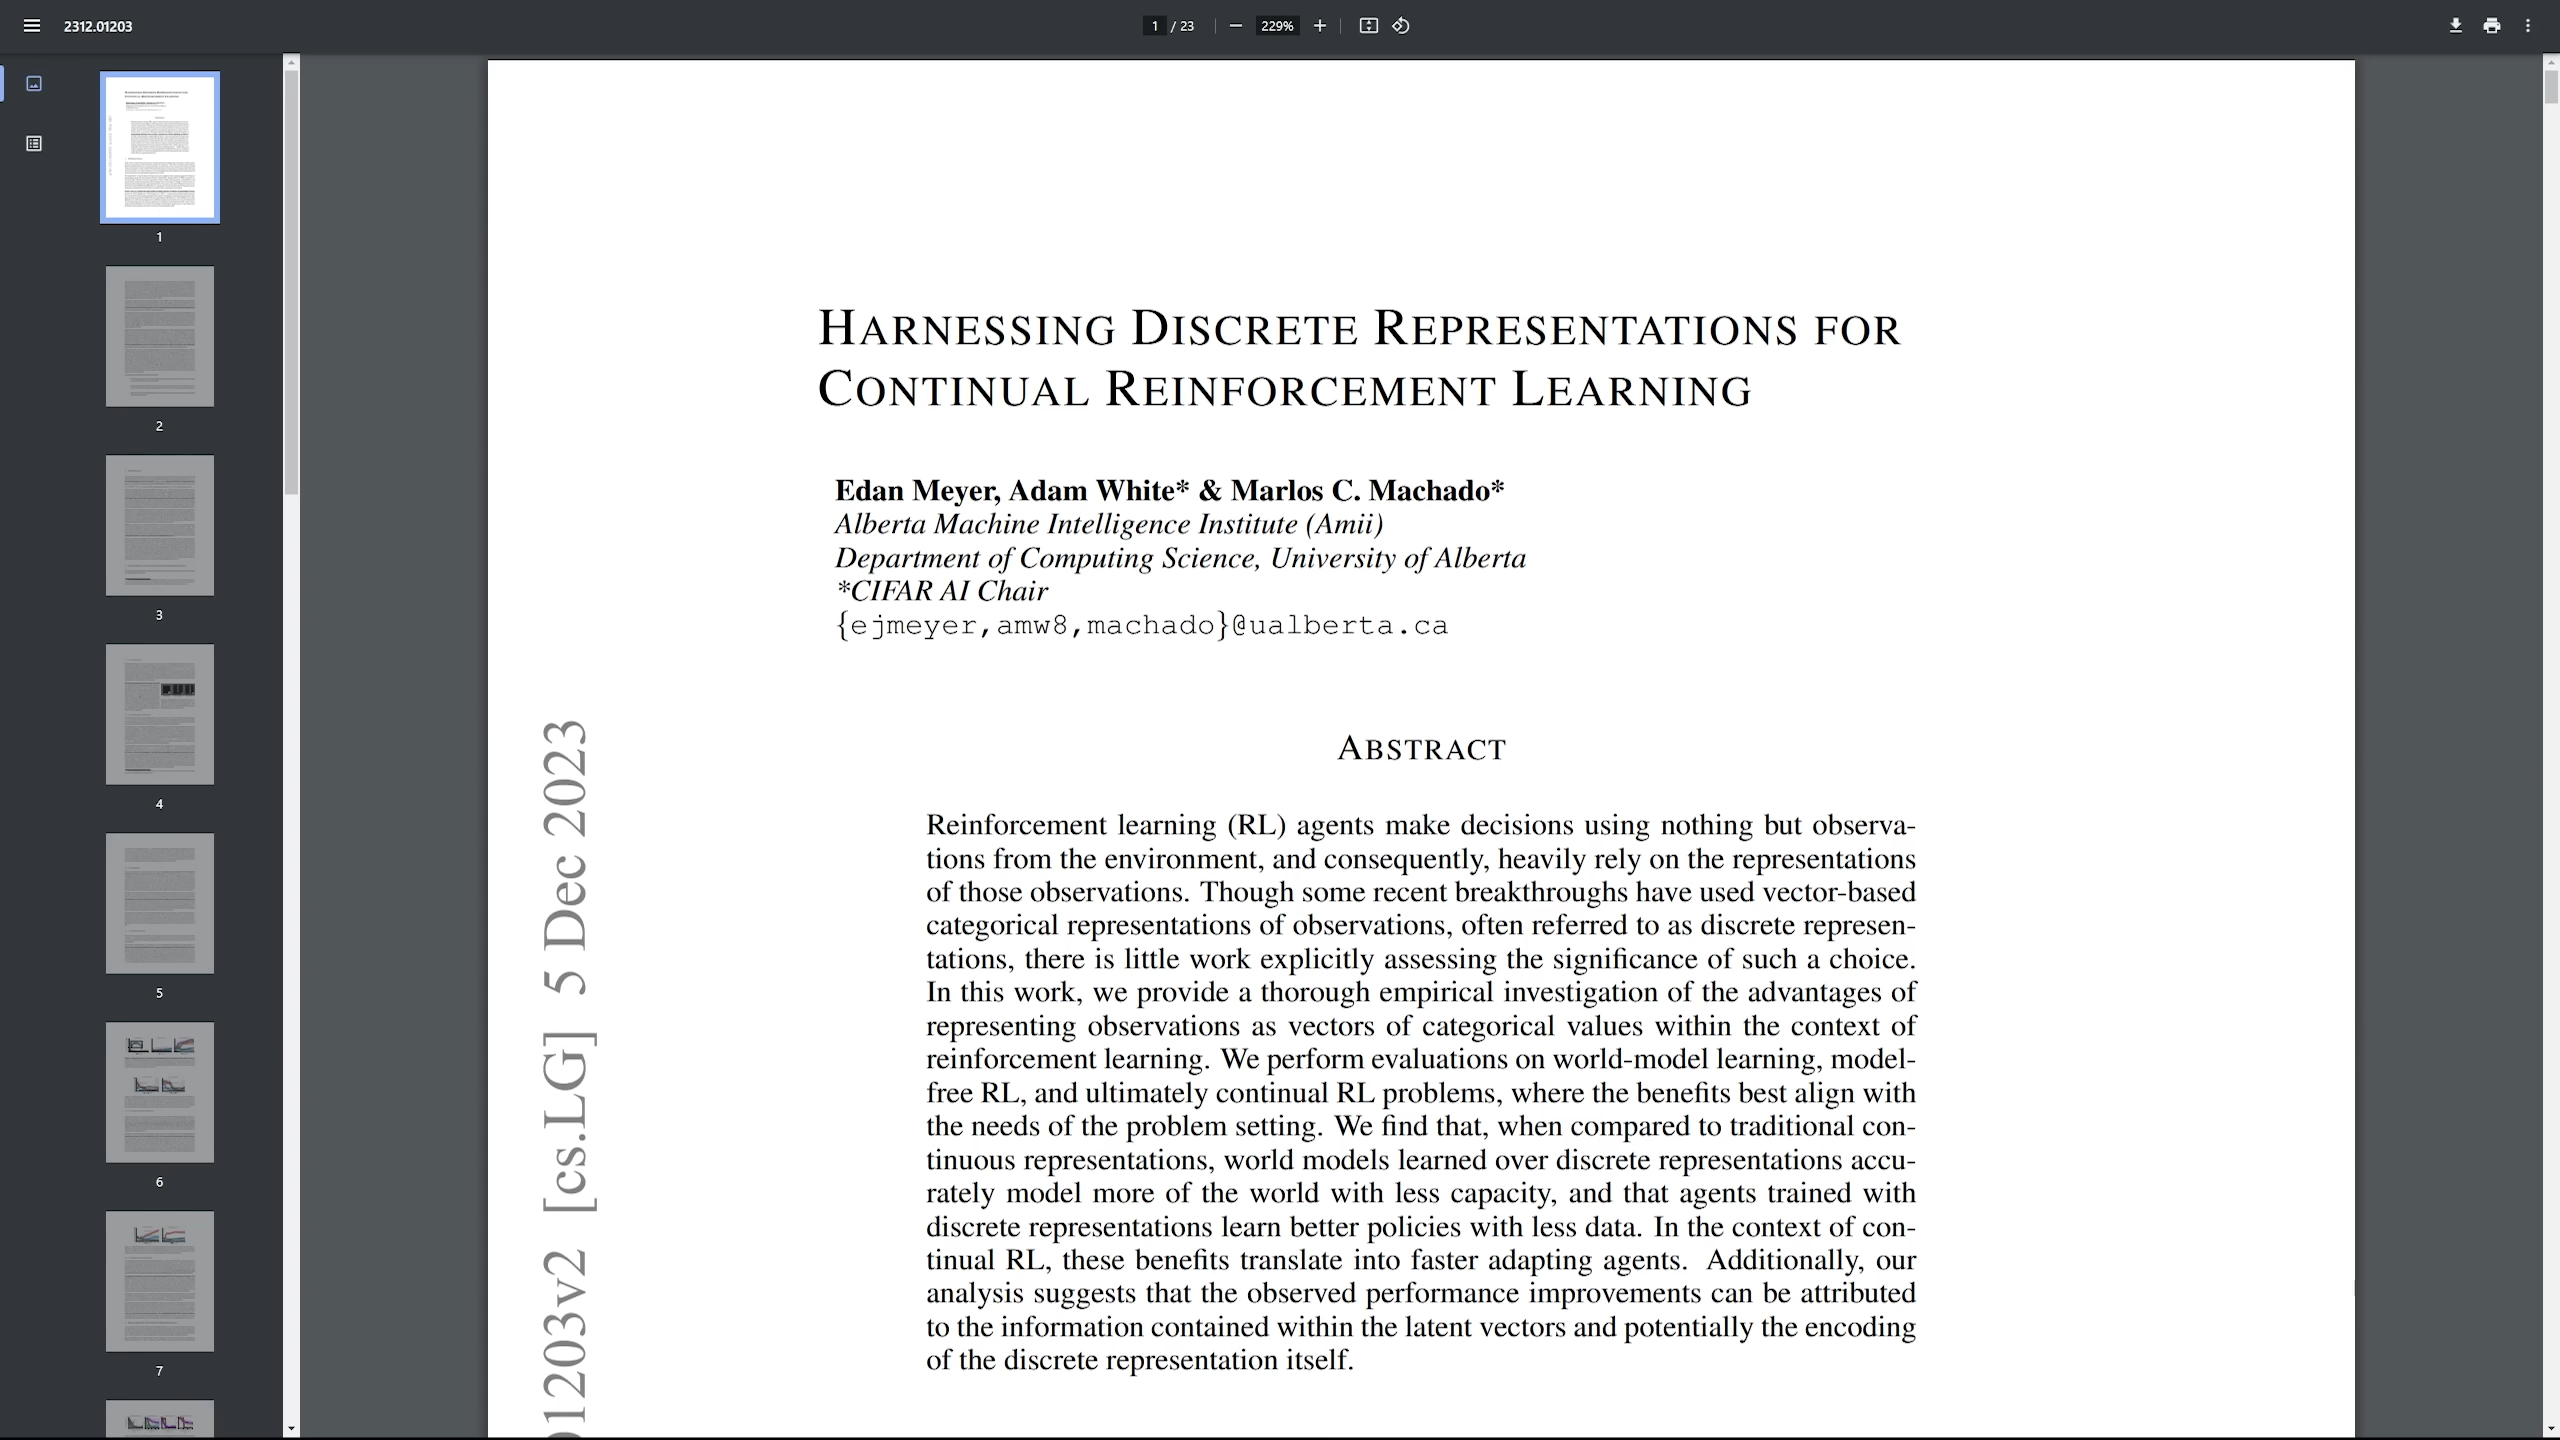 2312.01203
1 / 23
229%
1
2
3
4
5
6
7
HARNESSING DISCRETE REPRESENTATIONS FOR
CONTINUAL REINFORCEMENT LEARNING
Edan Meyer, Adam White* & Marlos C. Machado*
Alberta Machine Intelligence Institute (Amii)
Department of Computing Science, University of Alberta
*CIFAR AI Chair
{ejmeyer,amw8,machado}@ualberta.ca
ABSTRACT
Reinforcement learning (RL) agents make decisions using nothing but observa-
tions from the environment, and consequently, heavily rely on the representations
of those observations. Though some recent breakthroughs have used vector-based
categorical representations of observations, often referred to as discrete represen-
tations, there is little work explicitly assessing the significance of such a choice.
In this work, we provide a thorough empirical investigation of the advantages of
representing observations as vectors of categorical values within the context of
reinforcement learning. We perform evaluations on world-model learning, model-
free RL, and ultimately continual RL problems, where the benefits best align with
the needs of the problem setting. We find that, when compared to traditional con-
tinuous representations, world models learned over discrete representations accu-
rately model more of the world with less capacity, and that agents trained with
discrete representations learn better policies with less data. In the context of con-
tinual RL, these benefits translate into faster adapting agents. Additionally, our
analysis suggests that the observed performance improvements can be attributed
to the information contained within the latent vectors and potentially the encoding
of the discrete representation itself.
01203v2 [cs.LG] 5 Dec 2023